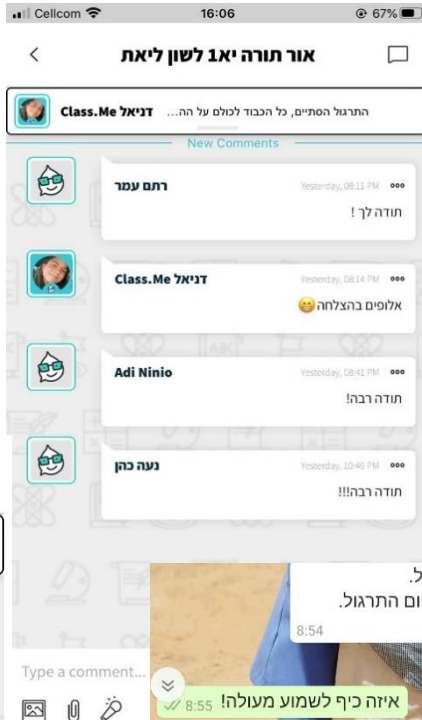 Cellcom 16:06 67%
אור תורה יא1 לשון ליאת
דניאל Class.Me התרגול הסתיים, כל הכבוד לכולם על הה...
New Comments
רתם עמר Yesterday, 08:11 PM
תודה לך !
דניאל Class.Me Yesterday, 08:14 PM
אלופים בהצלחה😁
Adi Ninio Yesterday, 08:41 PM
תודה רבה!
נעה כהן Yesterday, 10:46 PM
תודה רבה!!!
ל.
ום התרגול.
8:54
Type a comment...
איזה כיף לשמוע מעולה! 8:55